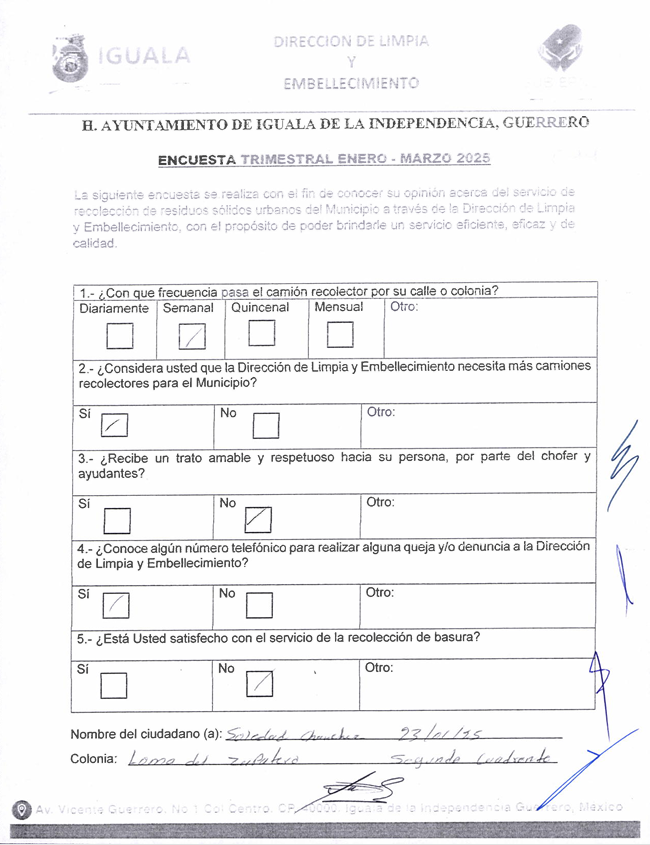 IGUALA
DIRECCION DE LIMPIA
Y
EMBELLECIMIENTO
H. AYUNTAMIENTO DE IGUALA DE LA INDEPENDENCIA, GUERRERO
ENCUESTA TRIMESTRAL ENERO - MARZO 2025
La siguiente encuesta se realiza con el fin de conocer su opinión acerca del servicio de
recolección de residuos sólidos urbanos del Municipio a través de la Dirección de Limpia
y Embellecimiento, con el propósito de poder brindarle un servicio eficiente, eficaz y de
calidad.
1.- ¿Con que frecuencia pasa el camión recolector por su calle o colonia?
Diariamente Semanal Quincenal Mensual Otro:
2.- ¿Considera usted que la Dirección de Limpia y Embellecimiento necesita más camiones
recolectores para el Municipio?
Sí No Otro:
3.- ¿Recibe un trato amable y respetuoso hacia su persona, por parte del chofer y
ayudantes?
Sí No Otro:
4.- ¿Conoce algún número telefónico para realizar alguna queja y/o denuncia a la Dirección
de Limpia y Embellecimiento?
Sí No Otro:
5.- ¿Está Usted satisfecho con el servicio de la recolección de basura?
Sí No Otro:
Nombre del ciudadano (a): Soledad 23/01/25
Colonia: Loma del Zapatero Segundo Cuadrante
Av. Vicente Guerrero, No 1 Col Centro, CP, 40000, Iguala de la Independencia Guerrero, Mexico